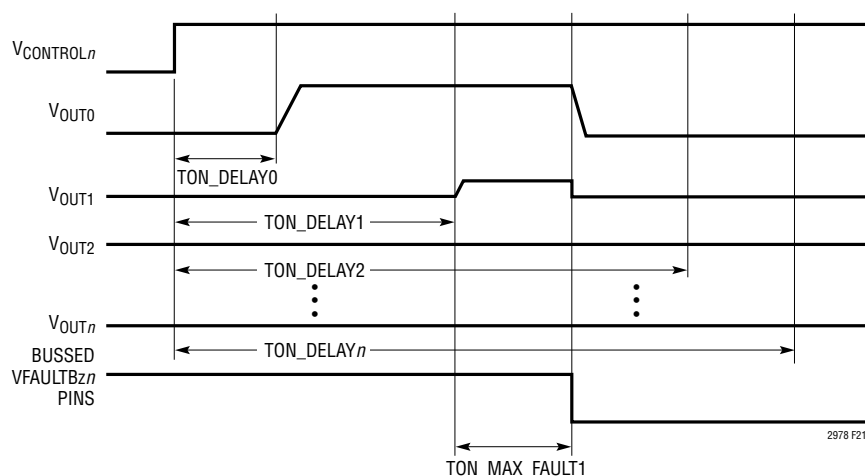 VCONTROLn
VOUT0
TON_DELAY0
VOUT1
TON_DELAY1
VOUT2
TON_DELAY2
VOUTn
TON_DELAYn
BUSSED
VFAULTBzn
PINS
2978 F21
TON_MAX_FAULT1